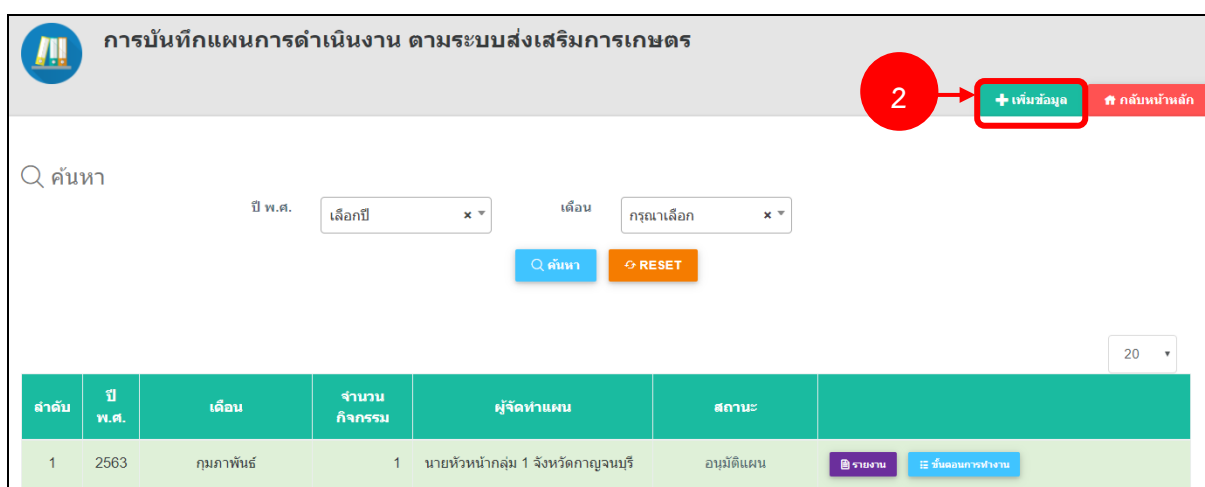 การบันทึกแผนการดำเนินงาน ตามระบบส่งเสริมการเกษตร
2
เพิ่มข้อมูล กลับหน้าหลัก
ค้นหา
ปี พ.ศ. เลือกปี × เดือน กรุณาเลือก ×
ค้นหา RESET
20
ลำดับ ปี พ.ศ. เดือน จำนวน กิจกรรม ผู้จัดทำแผน สถานะ
1 2563 กุมภาพันธ์ 1 นายหัวหน้ากลุ่ม 1 จังหวัดกาญจนบุรี อนุมัติแผน รายงาน ขั้นตอนการทำงาน